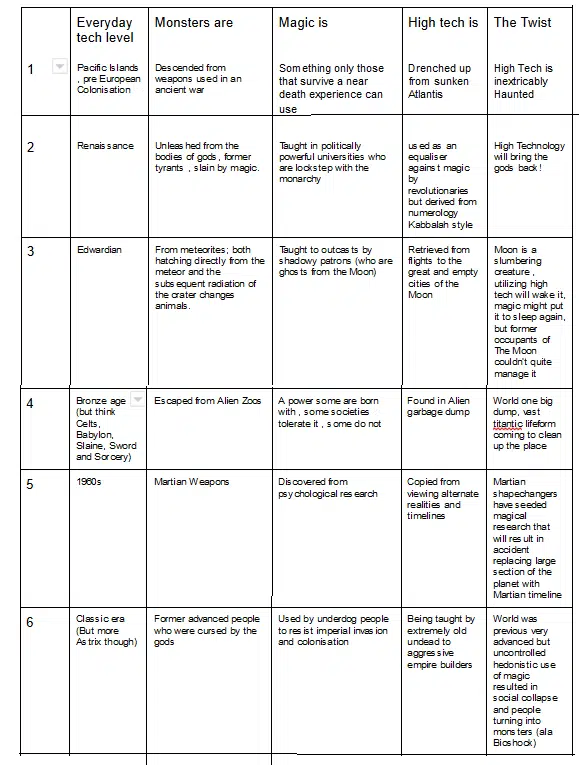 Everyday tech level
Monsters are
Magic is
High tech is
The Twist
1
Pacific Islands
, pre European
Colonisation
Descended from
weapons used in an
ancient war
Something only those
that survive a near
death experience can
use
Drenched up
from sunken
Atlantis
High Tech is
inextricably
Haunted
2
Renaissance
Unleashed from the
bodies of gods, former
tyrants , slain by magic.
Taught in politically
powerful universities who
are lockstep with the
monarchy
used as an
equaliser
against magic
by
revolutionaries
but derived from
numerology
Kabbalah style
High Technology
will bring the
gods back!
3
Edwardian
From meteorites; both
hatching directly from the
meteor and the
subsequent radiation of
the crater changes
animals.
Taught to outcasts by
shadowy patrons (who are
ghosts from the Moon)
Retrieved from
flights to the
great and empty
cities of the
Moon
Moon is a
slumbering
creature ,
utilizing high
tech will wake it,
magic might put
it to sleep again,
but former
occupants of
The Moon
couldn't quite
manage it
4
Bronze age
(but think
Celts,
Babylon,
Slaine, Sword
and Sorcery)
Escaped from Alien Zoos
A power some are born
with , some societies
tolerate it , some do not
Found in Alien
garbage dump
World one big
dump, vast
titantic lifeform
coming to clean
up the place
5
1960s
Martian Weapons
Discovered from
psychological research
Copied from
viewing alternate
realities and
timelines
Martian
shapechangers
have seeded
magical
research that
will result in
accident
replacing large
section of the
planet with
Martian timeline
6
Classic era
(But more
Astrix though)
Former advanced people
who were cursed by the
gods
Used by underdog people
to resist imperial invasion
and colonisation
Being taught by
extremely old
undead to
aggressive
empire builders
World was
previous very
advanced but
uncontrolled
hedonistic use
of magic
resulted in
social collapse
and people
turning into
monsters (ala
Bioshock)